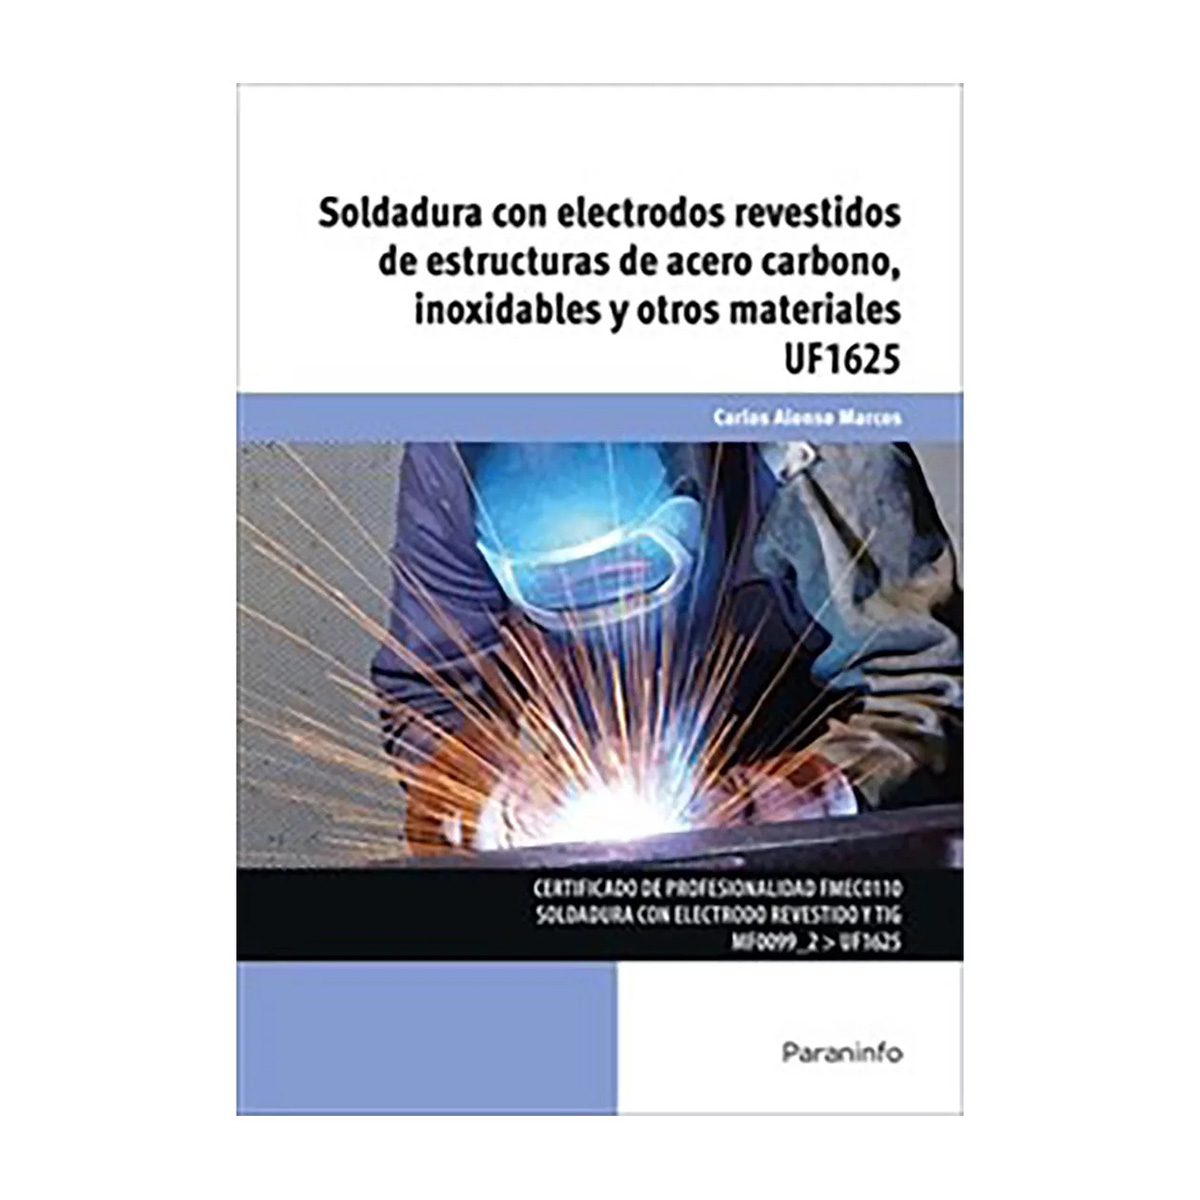 Soldadura con electrodos revestidos
de estructuras de acero carbono,
inoxidables y otros materiales
UF1625
Carlos Alonso Marcos
CERTIFICADO DE PROFESIONALIDAD FMEC0110
SOLDADURA CON ELECTRODO REVESTIDO Y TIG
MF0099_2 > UF1625
Paraninfo